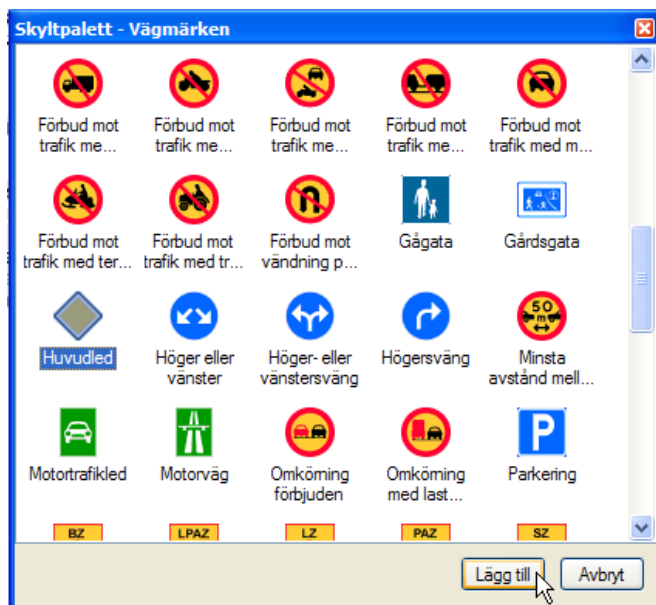 Skyltpalett - Vägmärken
Förbud mot trafik me...
Förbud mot trafik me...
Förbud mot trafik me...
Förbud mot trafik me...
Förbud mot trafik med m...
Förbud mot trafik med ter...
Förbud mot trafik med tr...
Förbud mot vändning p...
Gågata
Gårdsgata
50
m
Huvudled
Höger eller vänster
Höger- eller vänstersväng
Högersväng
Minsta avstånd mell...
P
Motortrafikled
Motorväg
Omkörning förbjuden
Omkörning med last...
Parkering
BZ
LPAZ
LZ
PAZ
SZ
Lägg till
Avbryt